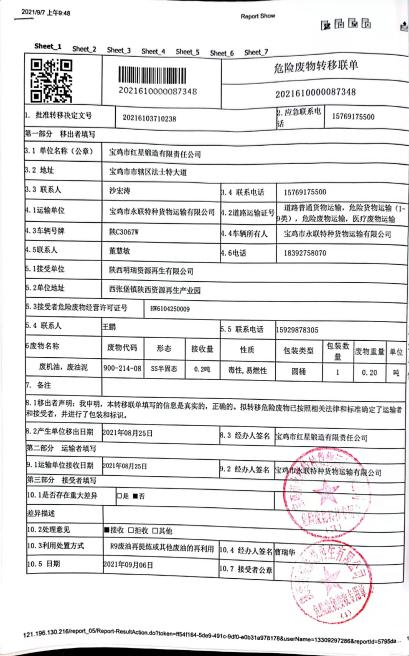 2021/9/7 上午9:48
Report Show
Sheet_1 Sheet_2 Sheet_3 Sheet_4 Sheet_5 Sheet_6 Sheet_7
危险废物转移联单
2021610000087348
2021610000087348
1. 批准转移决定文号 20216103710238 2.应急联系电话 15769175500
第一部分 移出者填写
3.1 单位名称(公章) 宝鸡市红星锻造有限责任公司
3.2 地址 宝鸡市市辖区法士特大道
3.3 联系人 沙宏涛 3.4 联系电话 15769175500
4.1运输单位 宝鸡市永联特种货物运输有限公司 4.2道路运输证号 道路普通货物运输，危险货物运输（1-9类），危险废物运输，医疗废物运输
4.3车辆号牌 陕C3067W 4.4车辆所有人 宝鸡市永联特种货物运输有限公司
4.5联系人 董慧敏 4.6电话 18392758070
5.1接受单位 陕西明瑞资源再生有限公司
5.2单位地址 西张堡镇陕西资源再生产业园
5.3接受者危险废物经营许可证号 HW6104250009
5.4 联系人 王鹏 5.5 联系电话 15929878305
6废物名称 废物代码 形态 接收量 性质 包装类型 包装数量 废物重量 单位
废机油，废油泥 900-214-08 SS半固态 0.2吨 毒性,易燃性 圆桶 1 0.20 吨
7. 备注
8.1移出者声明：我申明，本转移联单填写的信息是真实的，正确的。拟转移危险废物已按照相关法律和标准确定了运输者和接受者，并进行了包装和标识。
8.2产生单位移出日期 2021年08月25日 8.3 经办人签名 宝鸡市红星锻造有限责任公司
第二部分 运输者填写
9.1运输单位接收日期 2021年08月25日 9.2 经办人签名 宝鸡市永联特种货物运输有限公司
第三部分 接受者填写
10.1是否存在重大差异 □是 ■否
差异描述
10.2处理意见 ■接收 □拒收 □其他
10.3利用处置方式 R9废油再提炼或其他废油的再利用 10.4 经办人签名 曹瑞华
10.5 日期 2021年09月06日 10.7 接受者公章